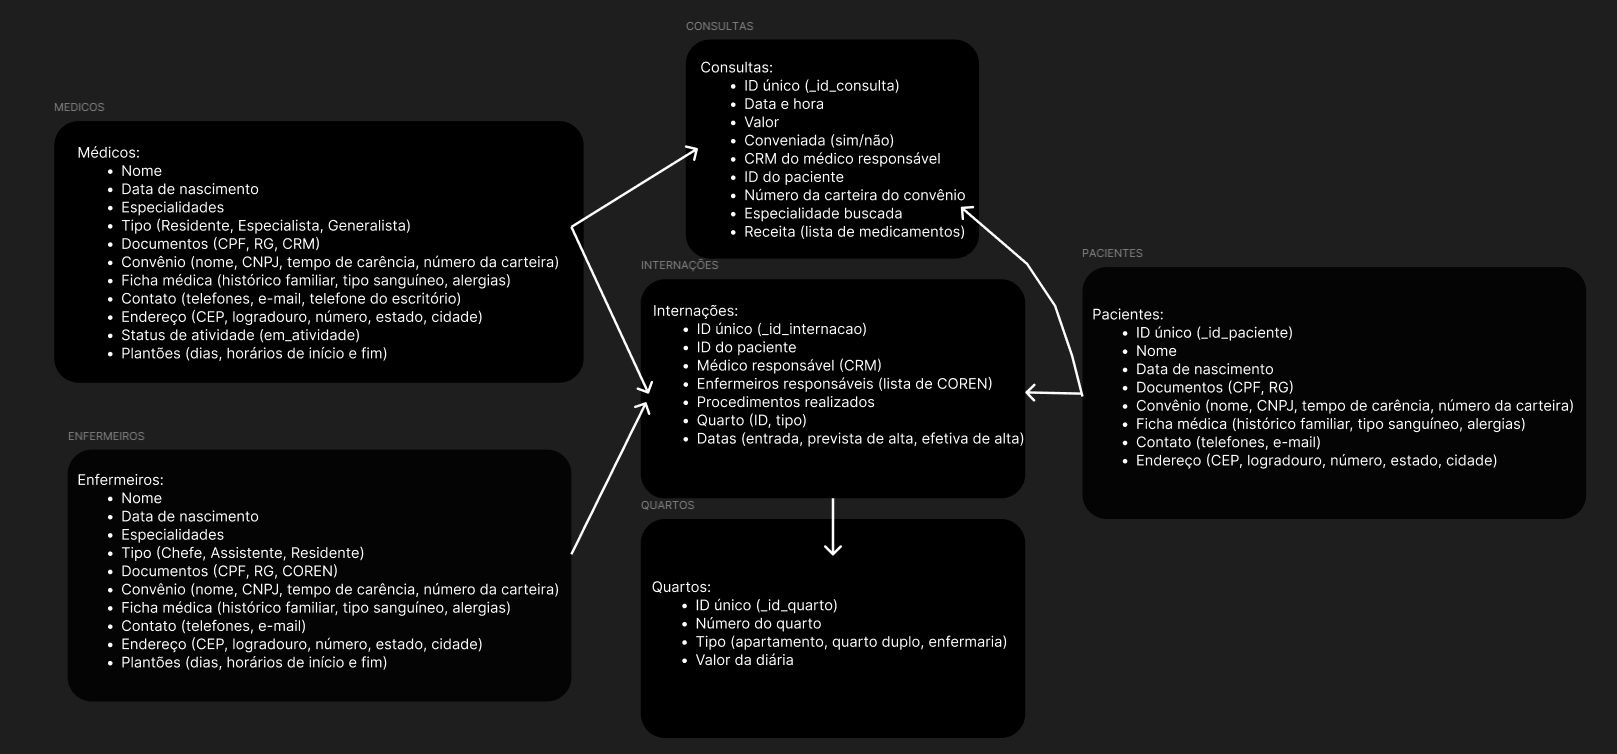 CONSULTAS
Consultas:
ID único (_id_consulta)
Data e hora
Valor
Conveniada (sim/não)
CRM do médico responsável
ID do paciente
Número da carteira do convênio
Especialidade buscada
Receita (lista de medicamentos)
MEDICOS
Médicos:
Nome
Data de nascimento
Especialidades
Tipo (Residente, Especialista, Generalista)
Documentos (CPF, RG, CRM)
Convênio (nome, CNPJ, tempo de carência, número da carteira)
Ficha médica (histórico familiar, tipo sanguíneo, alergias)
Contato (telefones, e-mail, telefone do escritório)
Endereço (CEP, logradouro, número, estado, cidade)
Status de atividade (em_atividade)
Plantões (dias, horários de início e fim)
INTERNAÇÕES
Internações:
ID único (_id_internacao)
ID do paciente
Médico responsável (CRM)
Enfermeiros responsáveis (lista de COREN)
Procedimentos realizados
Quarto (ID, tipo)
Datas (entrada, prevista de alta, efetiva de alta)
PACIENTES
Pacientes:
ID único (_id_paciente)
Nome
Data de nascimento
Documentos (CPF, RG)
Convênio (nome, CNPJ, tempo de carência, número da carteira)
Ficha médica (histórico familiar, tipo sanguíneo, alergias)
Contato (telefones, e-mail)
Endereço (CEP, logradouro, número, estado, cidade)
ENFERMEIROS
Enfermeiros:
Nome
Data de nascimento
Especialidades
Tipo (Chefe, Assistente, Residente)
Documentos (CPF, RG, COREN)
Convênio (nome, CNPJ, tempo de carência, número da carteira)
Ficha médica (histórico familiar, tipo sanguíneo, alergias)
Contato (telefones, e-mail)
Endereço (CEP, logradouro, número, estado, cidade)
Plantões (dias, horários de início e fim)
QUARTOS
Quartos:
ID único (_id_quarto)
Número do quarto
Tipo (apartamento, quarto duplo, enfermaria)
Valor da diária